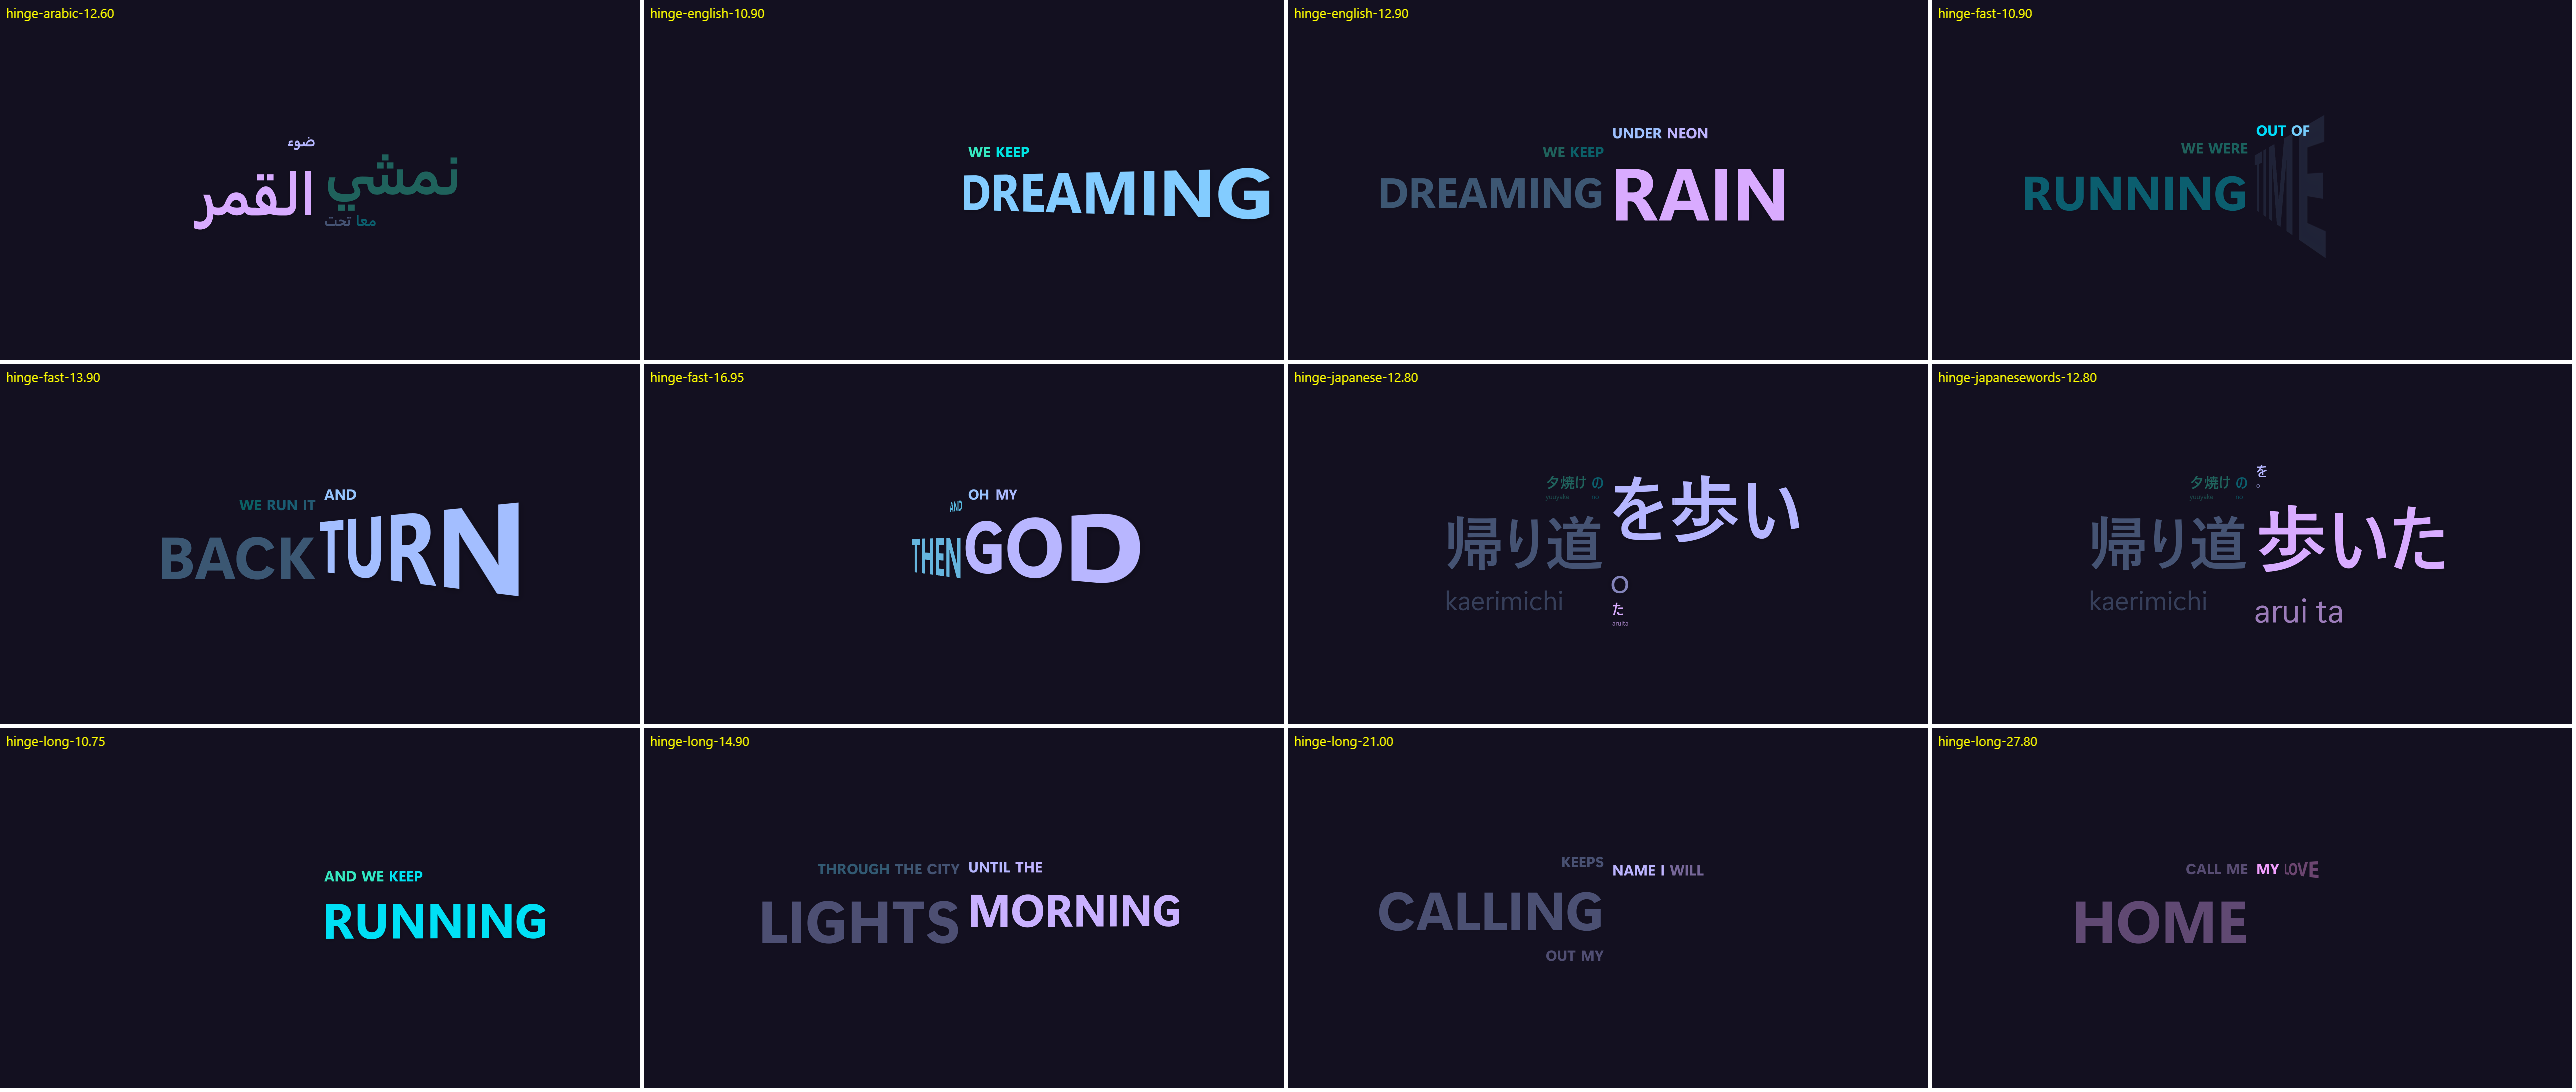 hinge-arabic-12.60
ضوء
القمر
نمشي
معا تحت
hinge-english-10.90
WE KEEP
DREAMING
hinge-english-12.90
WE KEEP
DREAMING
UNDER NEON
RAIN
hinge-fast-10.90
WE WERE
RUNNING
OUT OF
TIME
hinge-fast-13.90
WE RUN IT
BACK
AND
TURN
hinge-fast-16.95
AND
THEN
OH MY
GOD
hinge-japanese-12.80
夕焼け の
yuuyake no
帰り道
kaerimichi
を歩い
O
た
aruita
hinge-japanesewords-12.80
夕焼け の
yuuyake no
帰り道
kaerimichi
を
。
歩いた
arui ta
hinge-long-10.75
AND WE KEEP
RUNNING
hinge-long-14.90
THROUGH THE CITY
LIGHTS
UNTIL THE
MORNING
hinge-long-21.00
KEEPS
CALLING
OUT MY
NAME I WILL
hinge-long-27.80
CALL ME
HOME
MY LOVE